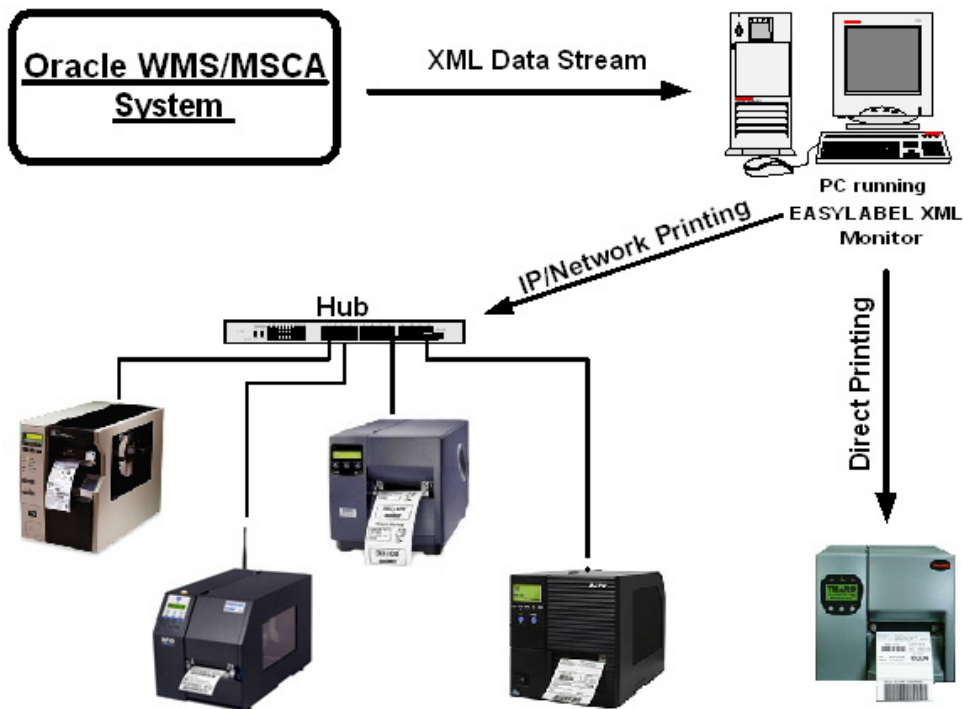 Oracle WMS/MSCA
System
XML Data Stream
PC running
EASYLABEL XML
Monitor
IP/Network Printing
Hub
Direct Printing